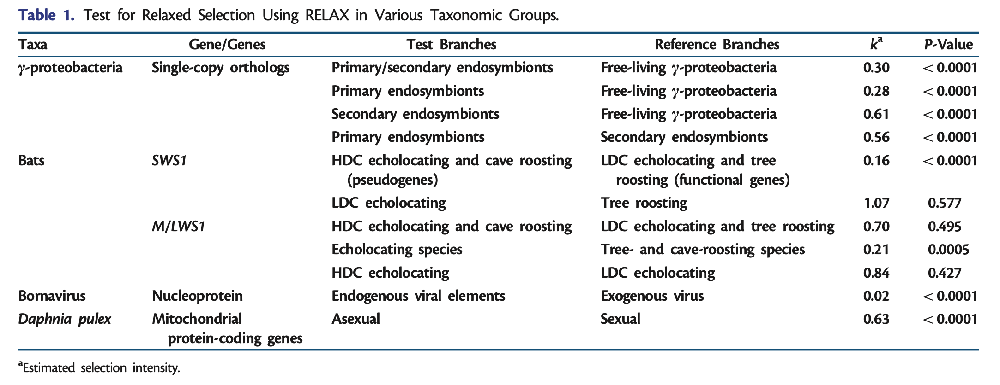 Table 1. Test for Relaxed Selection Using RELAX in Various Taxonomic Groups.
Taxa Gene/Genes Test Branches Reference Branches kᵃ P-Value
γ-proteobacteria Single-copy orthologs Primary/secondary endosymbionts Free-living γ-proteobacteria 0.30 < 0.0001
Primary endosymbionts Free-living γ-proteobacteria 0.28 < 0.0001
Secondary endosymbionts Free-living γ-proteobacteria 0.61 < 0.0001
Primary endosymbionts Secondary endosymbionts 0.56 < 0.0001
Bats SWS1 HDC echolocating and cave roosting LDC echolocating and tree 0.16 < 0.0001
(pseudogenes) roosting (functional genes)
LDC echolocating Tree roosting 1.07 0.577
M/LWS1 HDC echolocating and cave roosting LDC echolocating and tree roosting 0.70 0.495
Echolocating species Tree- and cave-roosting species 0.21 0.0005
HDC echolocating LDC echolocating 0.84 0.427
Bornavirus Nucleoprotein Endogenous viral elements Exogenous virus 0.02 < 0.0001
Daphnia pulex Mitochondrial Asexual Sexual 0.63 < 0.0001
protein-coding genes
ᵃEstimated selection intensity.